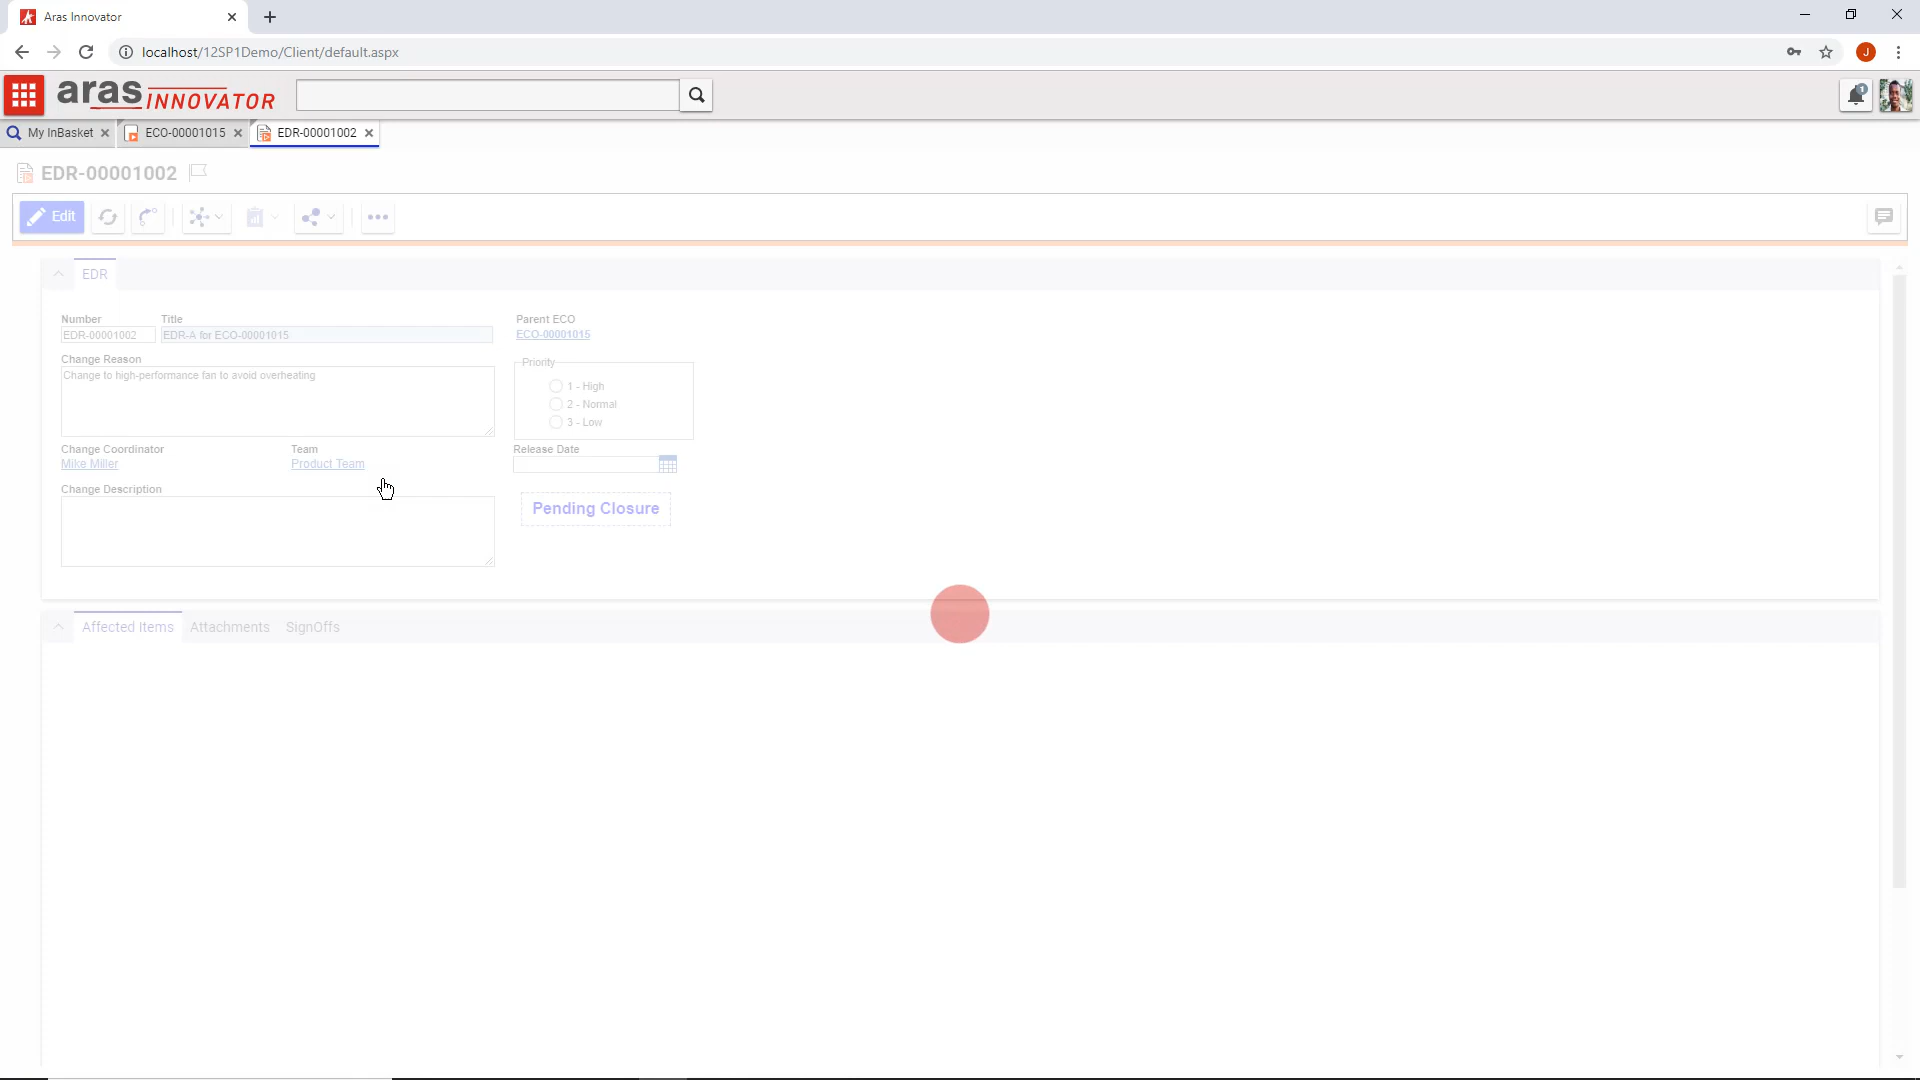 Aras Innovator
localhost/12SP1Demo/Client/default.aspx
J
aras INNOVATOR
1
My InBasket
ECO-00001015
EDR-00001002
EDR-00001002
Edit
EDR
Number
Title
Parent ECO
EDR-00001002
EDR-A for ECO-00001015
ECO-00001015
Change Reason
Priority
Change to high-performance fan to avoid overheating
1 - High
2 - Normal
3 - Low
Change Coordinator
Team
Release Date
Mike Miller
Product Team
Change Description
Pending Closure
Affected Items
Attachments
SignOffs